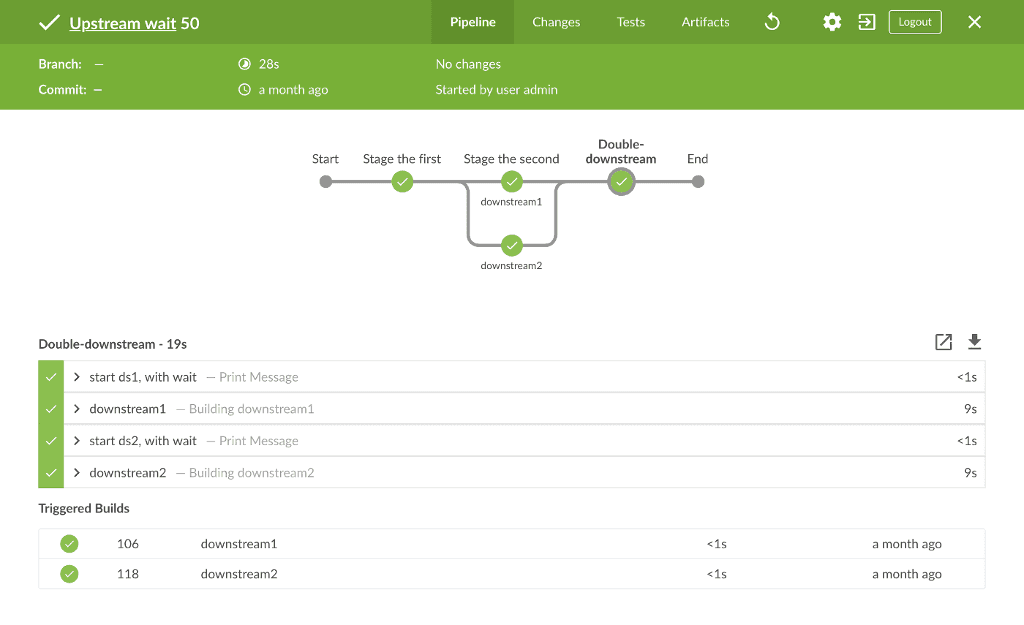 Upstream wait 50
Pipeline
Changes
Tests
Artifacts
Logout
Branch: —
28s
No changes
Commit: —
a month ago
Started by user admin
Start
Stage the first
Stage the second
Double-
downstream
End
downstream1
downstream2
Double-downstream - 19s
start ds1, with wait — Print Message <1s
downstream1 — Building downstream1 9s
start ds2, with wait — Print Message <1s
downstream2 — Building downstream2 9s
Triggered Builds
106 downstream1 <1s a month ago
118 downstream2 <1s a month ago